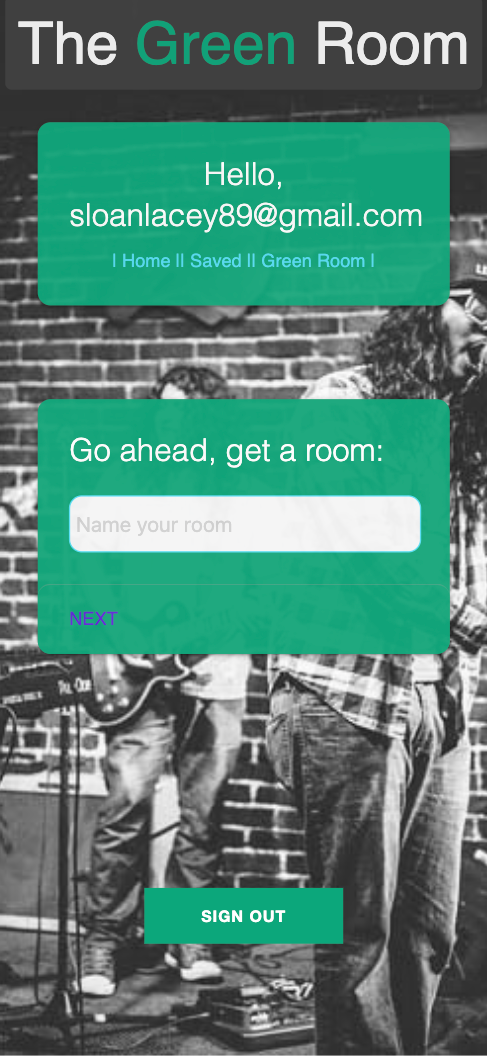 The Green Room
Hello,
sloanlacey89@gmail.com
| Home || Saved || Green Room |
Go ahead, get a room:
Name your room
NEXT
SIGN OUT